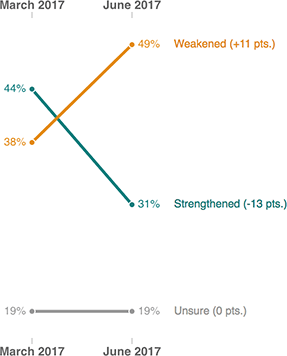 March 2017 June 2017
49% Weakened (+11 pts.)
44%
38%
31% Strengthened (-13 pts.)
19% 19% Unsure (0 pts.)
March 2017 June 2017